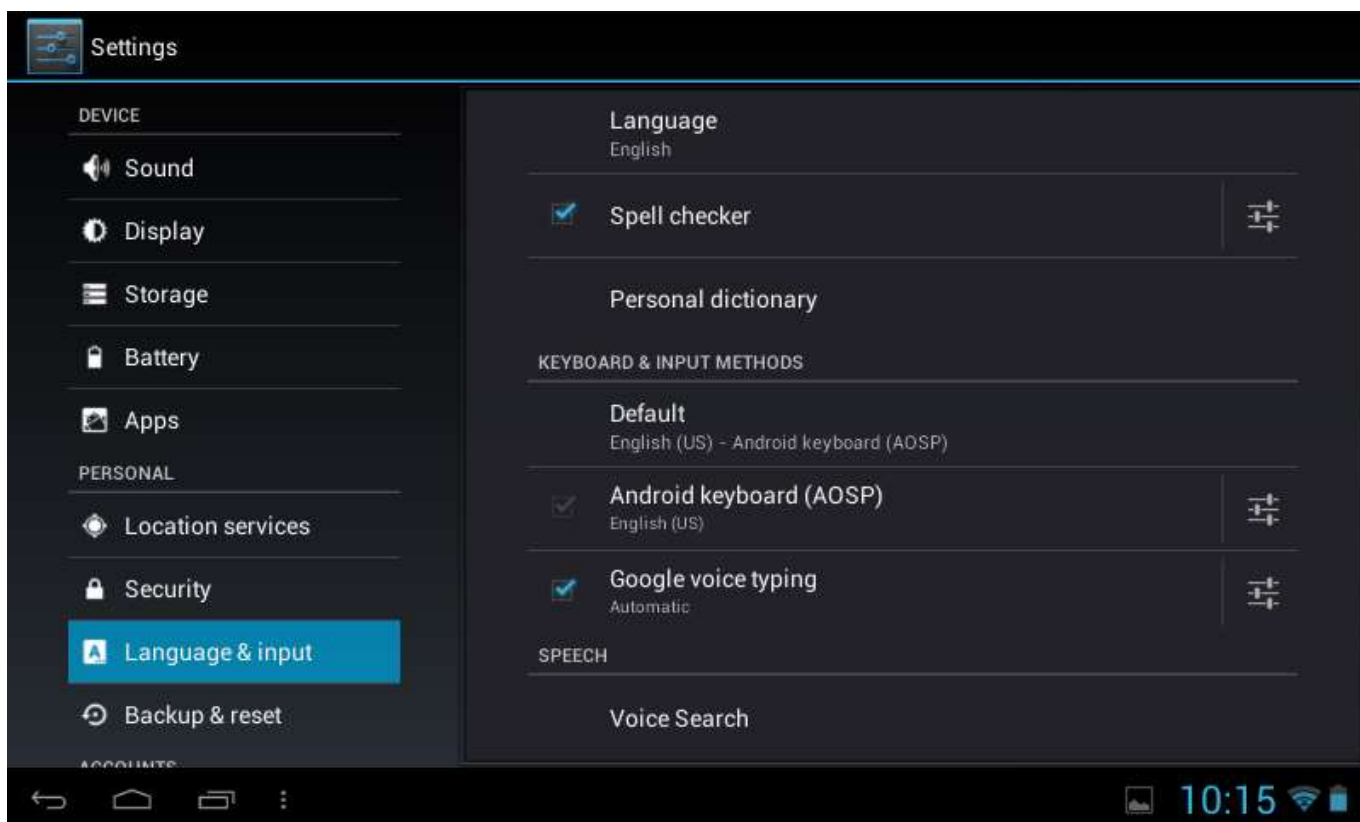 Settings
DEVICE
Sound
Display
Storage
Battery
Apps
PERSONAL
Location services
Security
Language & input
Backup & reset
ACCOUNTS
Language
English
Spell checker
Personal dictionary
KEYBOARD & INPUT METHODS
Default
English (US) - Android keyboard (AOSP)
Android keyboard (AOSP)
English (US)
Google voice typing
Automatic
SPEECH
Voice Search
10:15